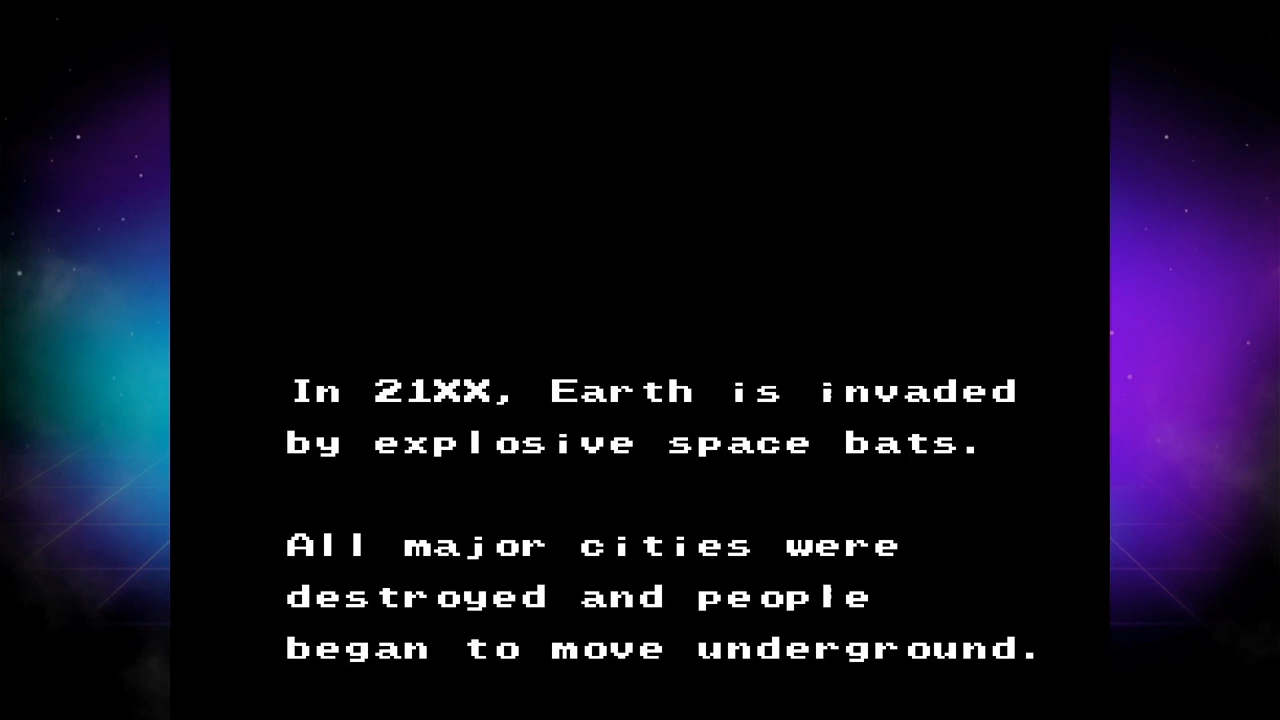 In 21XX, Earth is invaded
by explosive space bats.
All major cities were
destroyed and people
began to move underground.